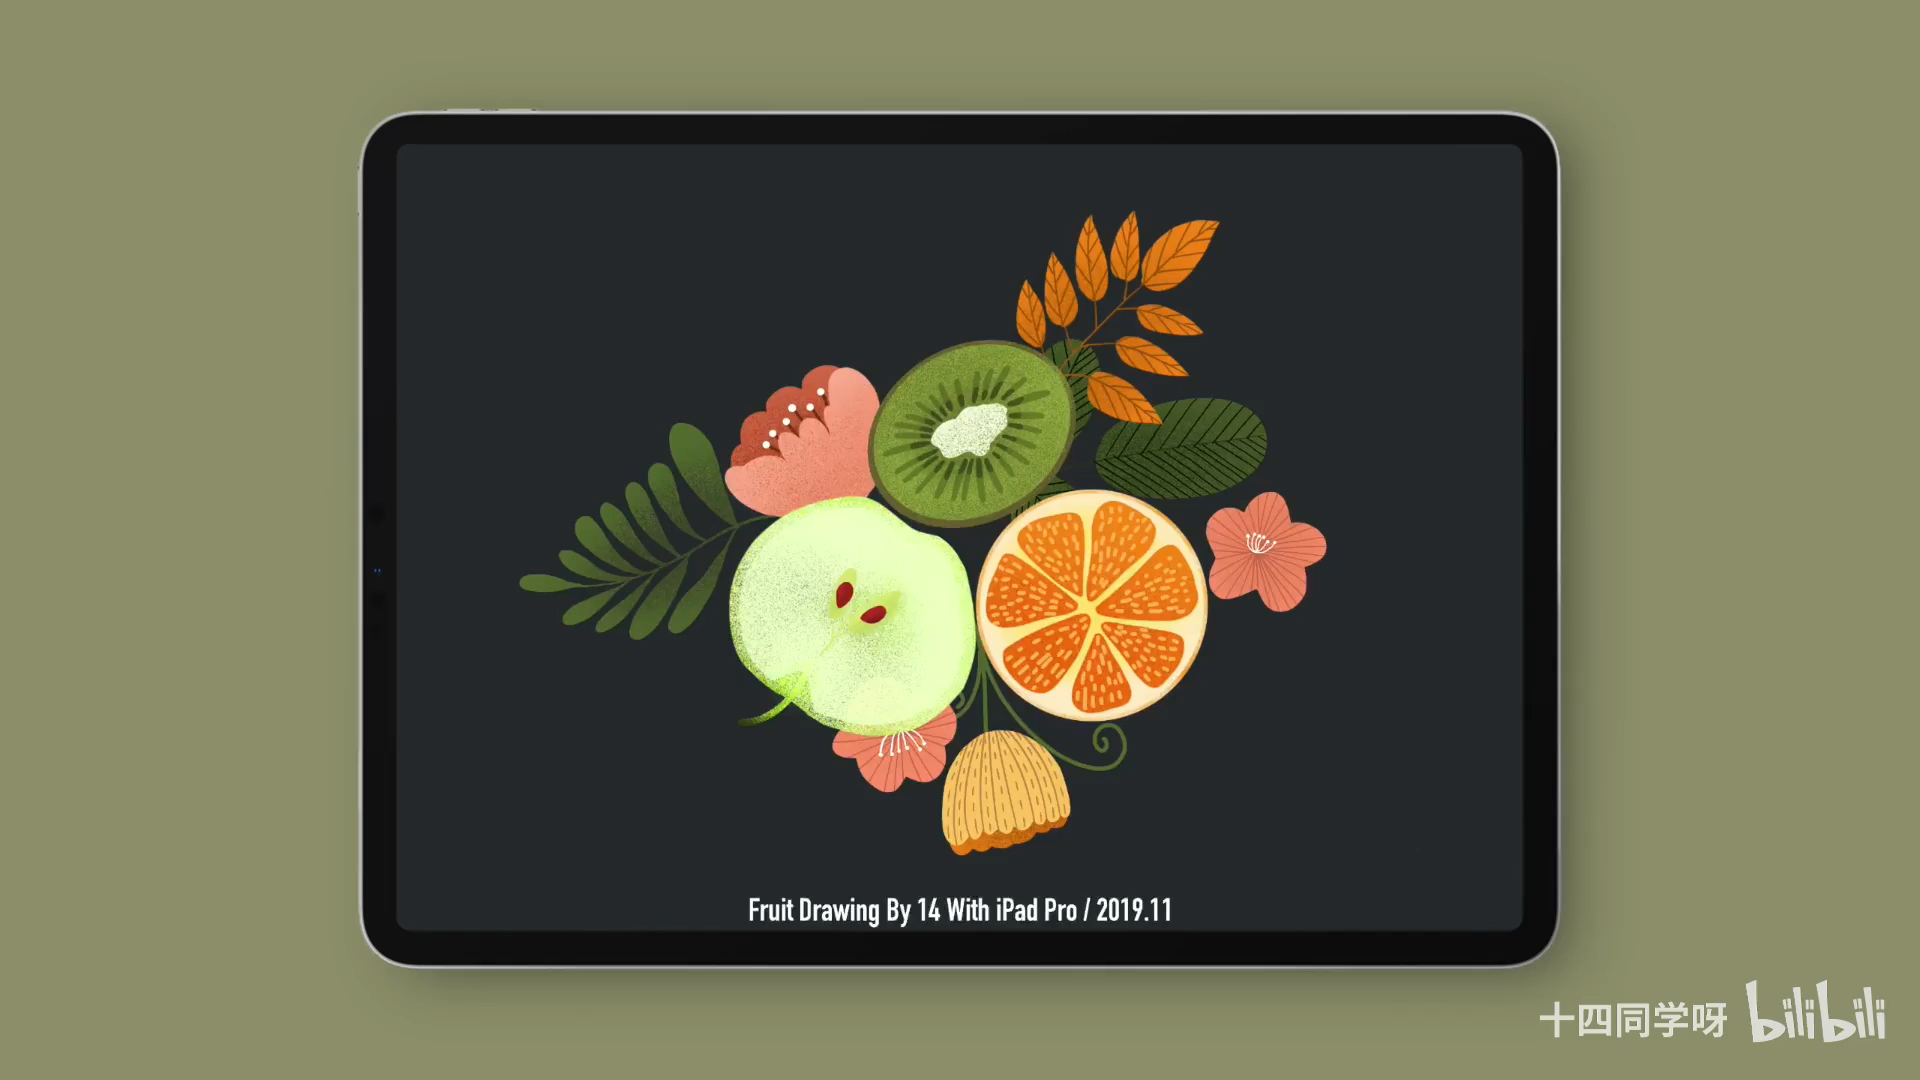 Fruit Drawing By 14 With iPad Pro / 2019.11
十四同学呀 bilibili